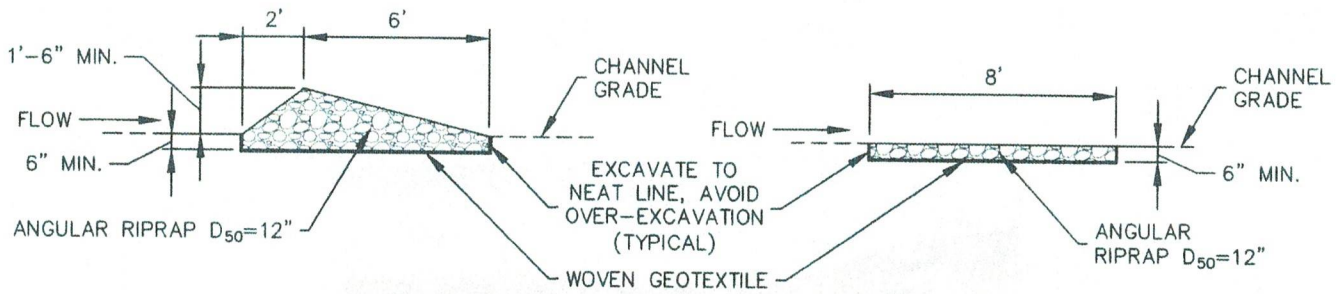 2'
6'
1'-6" MIN.
FLOW
6" MIN.
ANGULAR RIPRAP D₅₀=12"
CHANNEL
GRADE
EXCAVATE TO
NEAT LINE, AVOID
OVER-EXCAVATION
(TYPICAL)
WOVEN GEOTEXTILE
8'
FLOW
CHANNEL
GRADE
6" MIN.
ANGULAR
RIPRAP D₅₀=12"